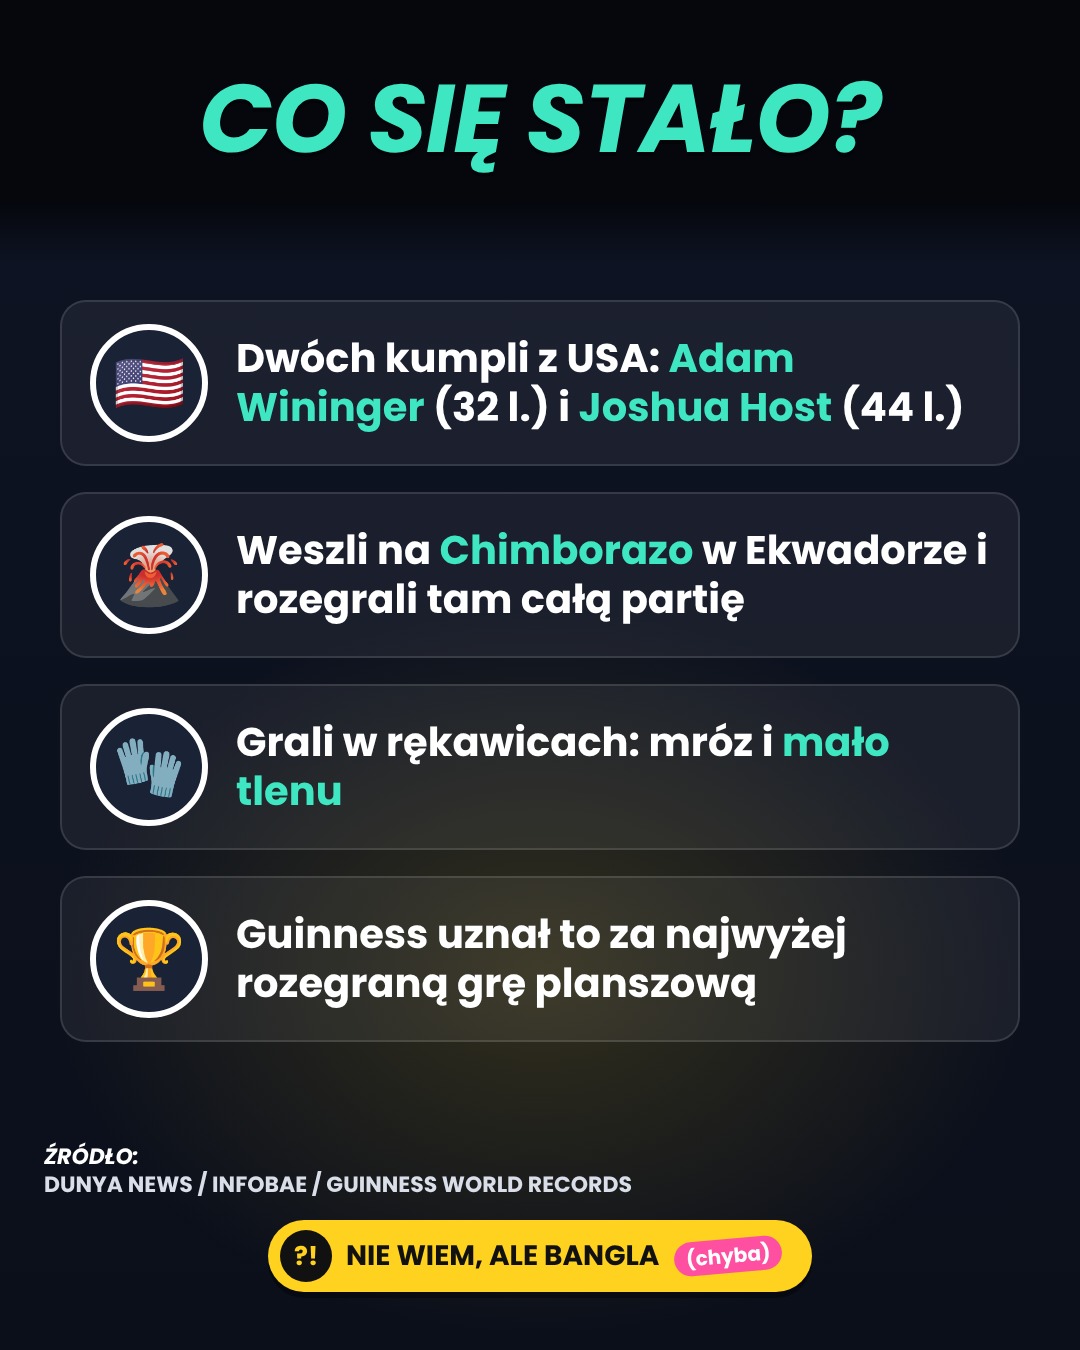 CO SIĘ STAŁO?
Dwóch kumpli z USA: Adam
Wininger (32 l.) i Joshua Host (44 l.)
Weszli na Chimborazo w Ekwadorze i
rozegrali tam całą partię
Grali w rękawicach: mróz i mało
tlenu
Guinness uznał to za najwyżej
rozegraną grę planszową
ŹRÓDŁO:
DUNYA NEWS / INFOBAE / GUINNESS WORLD RECORDS
?! NIE WIEM, ALE BANGLA (chyba)